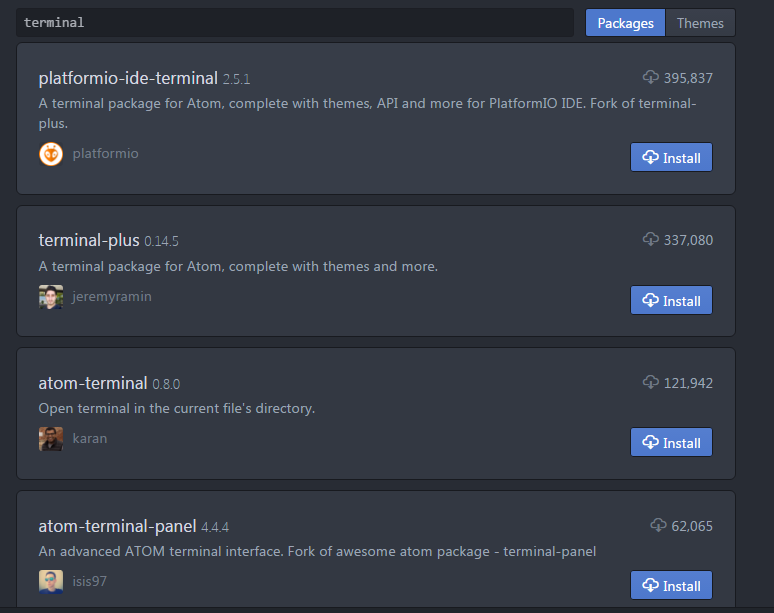 terminal
Packages Themes
platformio-ide-terminal 2.5.1 395,837
A terminal package for Atom, complete with themes, API and more for PlatformIO IDE. Fork of terminal-
plus.
platformio Install
terminal-plus 0.14.5 337,080
A terminal package for Atom, complete with themes and more.
jeremyramin Install
atom-terminal 0.8.0 121,942
Open terminal in the current file's directory.
karan Install
atom-terminal-panel 4.4.4 62,065
An advanced ATOM terminal interface. Fork of awesome atom package - terminal-panel
isis97 Install